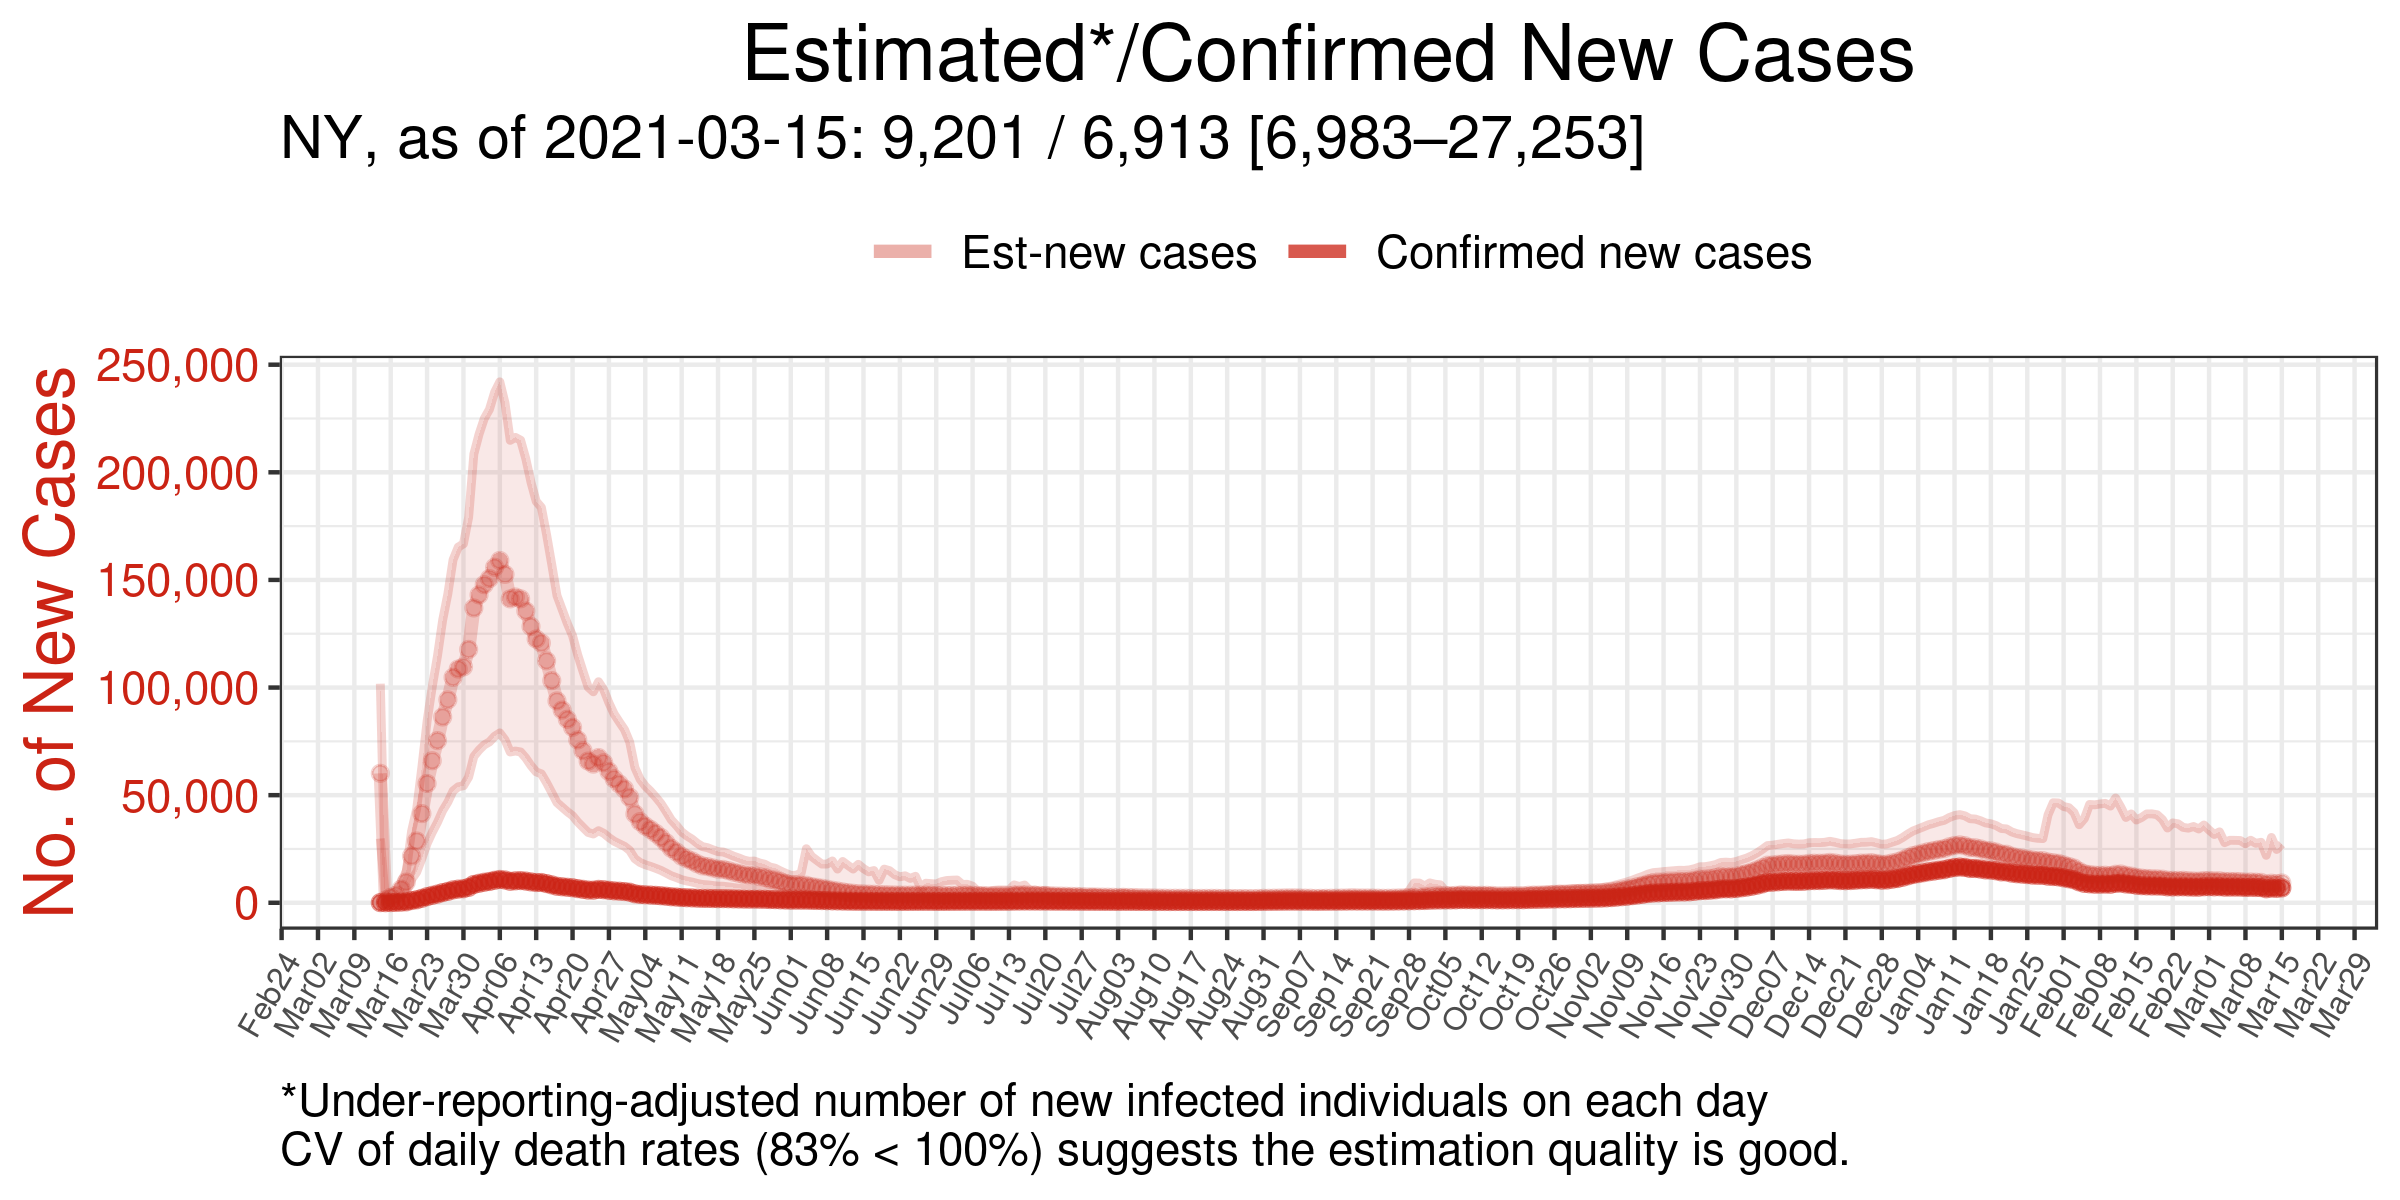 Estimated*/Confirmed New Cases
NY, as of 2021-03-15: 9,201 / 6,913 [6,983–27,253]
Est-new cases
Confirmed new cases
No. of New Cases
250,000
200,000
150,000
100,000
50,000
0
Feb24
Mar02
Mar09
Mar16
Mar23
Mar30
Apr06
Apr13
Apr20
Apr27
May04
May11
May18
May25
Jun01
Jun08
Jun15
Jun22
Jun29
Jul06
Jul13
Jul20
Jul27
Aug03
Aug10
Aug17
Aug24
Aug31
Sep07
Sep14
Sep21
Sep28
Oct05
Oct12
Oct19
Oct26
Nov02
Nov09
Nov16
Nov23
Nov30
Dec07
Dec14
Dec21
Dec28
Jan04
Jan11
Jan18
Jan25
Feb01
Feb08
Feb15
Feb22
Mar01
Mar08
Mar15
Mar22
Mar29
*Under-reporting-adjusted number of new infected individuals on each day
CV of daily death rates (83% < 100%) suggests the estimation quality is good.